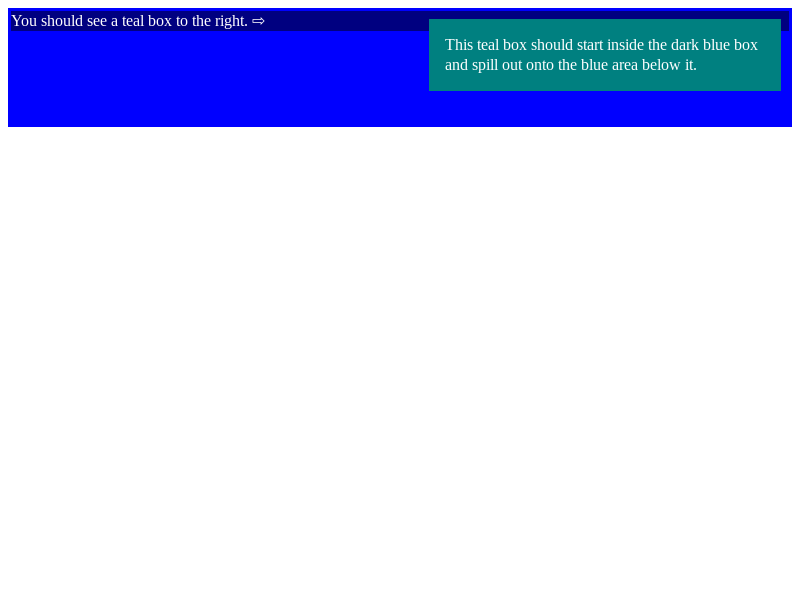 You should see a teal box to the right. ⇨
This teal box should start inside the dark blue box
and spill out onto the blue area below it.